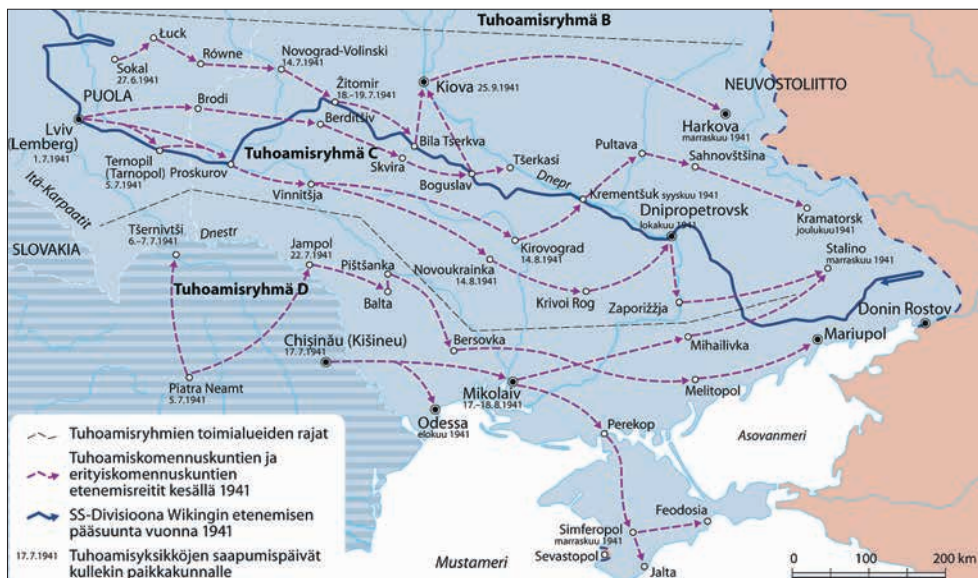 Tuhoamisryhmä B
Łuck
Sokal
27.6.1941
Równe
Novograd-Volinski
14.7.1941
Žitomir
18.–19.7.1941
Kiova 25.9.1941
NEUVOSTOLIITTO
PUOLA
Brodi
Berditšiv
Harkova
marraskuu 1941
Lviv
(Lemberg)
1.7.1941
Ternopil
(Tarnopol)
5.7.1941
Proskurov
Tuhoamisryhmä C
Skvira
Bila Tserkva
Boguslav
Tšerkasi
Dnepr
Pultava
Sahnovštšina
Vinnitšja
Krementšuk syyskuu 1941
Dnipropetrovsk
lokakuu 1941
Kramatorsk
joulukuu 1941
Itä-Karpaatit
SLOVAKIA
Tšernivtši
6.–7.7.1941
Dnestr
Jampol
22.7.1941
Pištšanka
Balta
Kirovograd
14.8.1941
Novoukrainka
14.8.1941
Krivoi Rog
Zaporižžja
Stalino
marraskuu 1941
Tuhoamisryhmä D
Donin Rostov
Chișinău (Kišineu)
17.7.1941
Bersovka
Mihailivka
Mariupol
Piatra Neamt
5.7.1941
Mikolaiv
17.–18.8.1941
Melitopol
Odessa
elokuu 1941
Perekop
Asovanmeri
Tuhoamisryhmien toimialueiden rajat
Tuhoamiskomennuskuntien ja
erityiskomennuskuntien
etenemisreitit kesällä 1941
SS-Divisioona Wikingin etenemisen
pääsuunta vuonna 1941
17.7.1941 Tuhoamisyksikköjen saapumispäivät
kullekin paikkakunnalle
Feodosia
Simferopol
marraskuu 1941
Sevastopol
Jalta
Mustameri
0 100 200 km